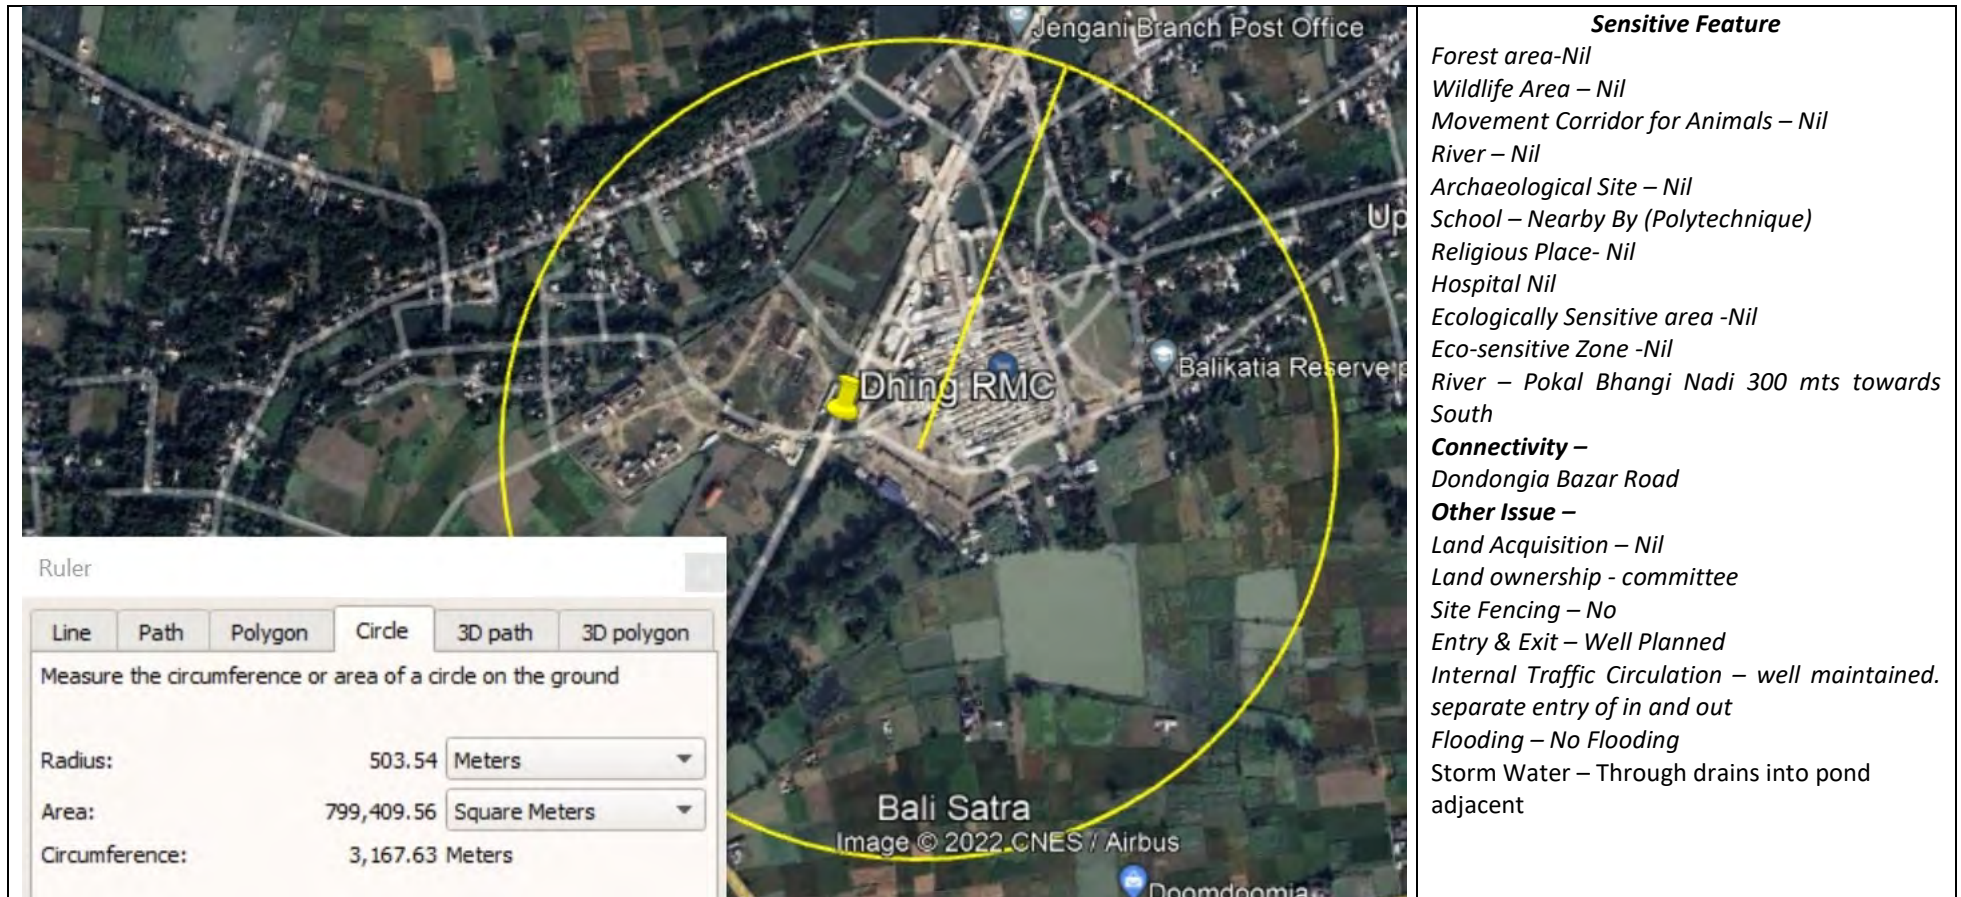 Jengani Branch Post Office
Up
Balikatia Reserve p
Dhing RMC
Bali Satra
Image © 2022 CNES / Airbus
Doomdoomia
Ruler
Line Path Polygon Circle 3D path 3D polygon
Measure the circumference or area of a circle on the ground
Radius: 503.54 Meters
Area: 799,409.56 Square Meters
Circumference: 3,167.63 Meters
Sensitive Feature
Forest area-Nil
Wildlife Area – Nil
Movement Corridor for Animals – Nil
River – Nil
Archaeological Site – Nil
School – Nearby By (Polytechnique)
Religious Place- Nil
Hospital Nil
Ecologically Sensitive area -Nil
Eco-sensitive Zone -Nil
River – Pokal Bhangi Nadi 300 mts towards
South
Connectivity –
Dondongia Bazar Road
Other Issue –
Land Acquisition – Nil
Land ownership - committee
Site Fencing – No
Entry & Exit – Well Planned
Internal Traffic Circulation – well maintained.
separate entry of in and out
Flooding – No Flooding
Storm Water – Through drains into pond
adjacent